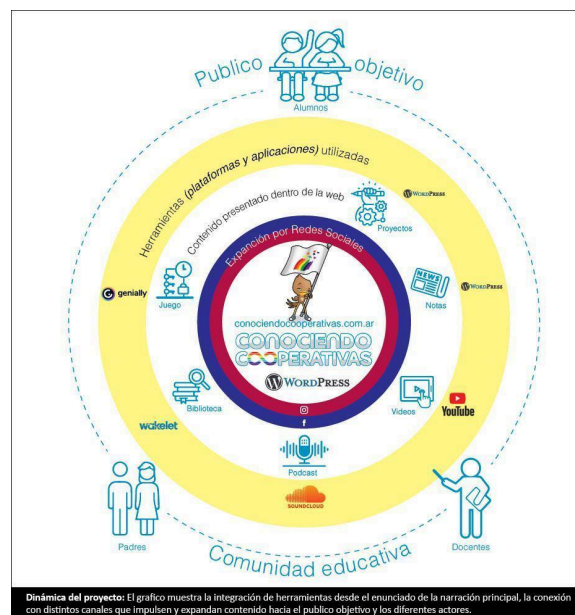 Publico objetivo
Alumnos
Herramientas (plataformas y aplicaciones) utilizadas
Contenido presentado dentro de la web
WORDPRESS
Proyectos
Expanción por Redes Sociales
NEWS
Notas
WORDPRESS
G genially
Juego
conociendocooperativas.com.ar
CONOCIENDO
COOPERATIVAS
WORDPRESS
Biblioteca
wakelet
Videos
YouTube
Podcast
SOUNDCLOUD
Padres
Docentes
Comunidad educativa
Dinámica del proyecto: El grafico muestra la integración de herramientas desde el enunciado de la narración principal, la conexión
con distintos canales que impulsen y expandan contenido hacia el publico objetivo y los diferentes actores.